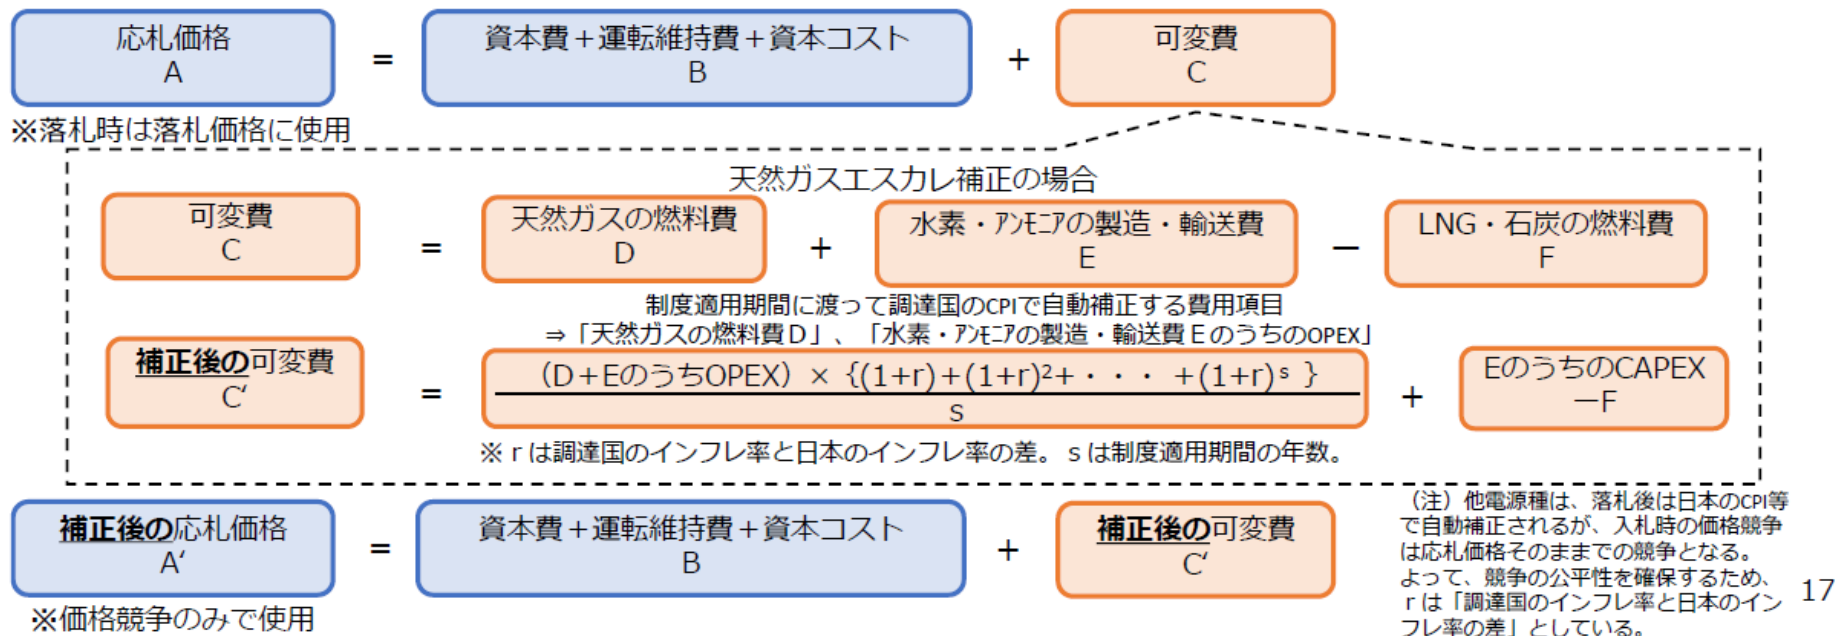 応札価格
A
=
資本費＋運転維持費＋資本コスト
B
+
可変費
C
※落札時は落札価格に使用
天然ガスエスカレ補正の場合
可変費
C
=
天然ガスの燃料費
D
+
水素・ｱﾝﾓﾆｱの製造・輸送費
E
－
LNG・石炭の燃料費
F
制度適用期間に渡って調達国のCPIで自動補正する費用項目
⇒「天然ガスの燃料費Ｄ」、「水素・ｱﾝﾓﾆｱの製造・輸送費ＥのうちのOPEX」
補正後の可変費
C'
=
（D＋EのうちOPEX）×｛(1+r)+(1+r)²+・・・+(1+r)ˢ｝
s
+
EのうちのCAPEX
－F
※ｒは調達国のインフレ率と日本のインフレ率の差。ｓは制度適用期間の年数。
補正後の応札価格
A'
=
資本費＋運転維持費＋資本コスト
B
+
補正後の可変費
C'
※価格競争のみで使用
（注）他電源種は、落札後は日本のCPI等
で自動補正されるが、入札時の価格競争
は応札価格そのままでの競争となる。
よって、競争の公平性を確保するため、
ｒは「調達国のインフレ率と日本のイン
フレ率の差」としている。
17